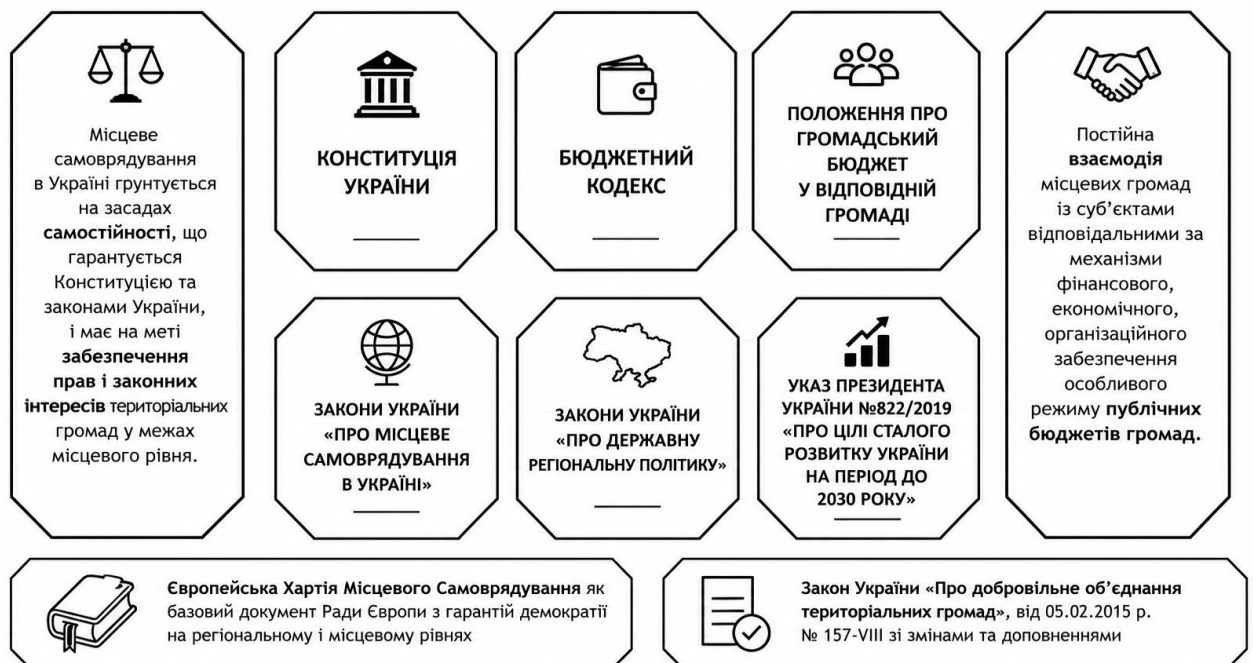 Місцеве
самоврядування
в Україні грунтується
на засадах
самостійності, що
гарантується
Конституцією та
законами України,
і має на меті
забезпечення
прав і законних
інтересів територіальних
громад у межах
місцевого рівня.
КОНСТИТУЦІЯ
УКРАЇНИ
БЮДЖЕТНИЙ
КОДЕКС
ПОЛОЖЕННЯ ПРО
ГРОМАДСЬКИЙ
БЮДЖЕТ
У ВІДПОВІДНІЙ
ГРОМАДІ
Постійна
взаємодія
місцевих громад
із суб’єктами
відповідальними за
механізми
фінансового,
економічного,
організаційного
забезпечення
особливого
режиму публічних
бюджетів громад.
ЗАКОНИ УКРАЇНИ
«ПРО МІСЦЕВЕ
САМОВРЯДУВАННЯ
В УКРАЇНІ»
ЗАКОНИ УКРАЇНИ
«ПРО ДЕРЖАВНУ
РЕГІОНАЛЬНУ ПОЛІТИКУ»
УКАЗ ПРЕЗИДЕНТА
УКРАЇНИ №822/2019
«ПРО ЦІЛІ СТАЛОГО
РОЗВИТКУ УКРАЇНИ
НА ПЕРІОД ДО
2030 РОКУ»
Європейська Хартія Місцевого Самоврядування як
базовий документ Ради Європи з гарантій демократії
на регіональному і місцевому рівнях
Закон України «Про добровільне об’єднання
територіальних громад», від 05.02.2015 р.
№ 157-VIII зі змінами та доповненнями